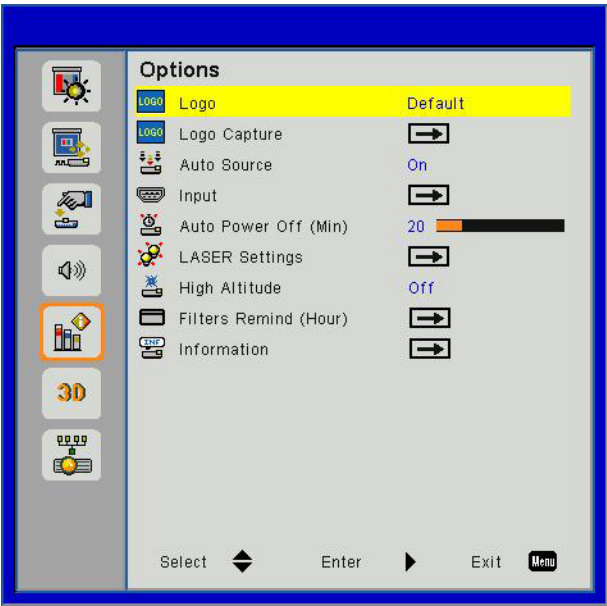 Options
LOGO Logo Default
LOGO Logo Capture
Auto Source On
Input
Auto Power Off (Min) 20
LASER Settings
High Altitude Off
Filters Remind (Hour)
INF Information
3D
Select Enter Exit Menu